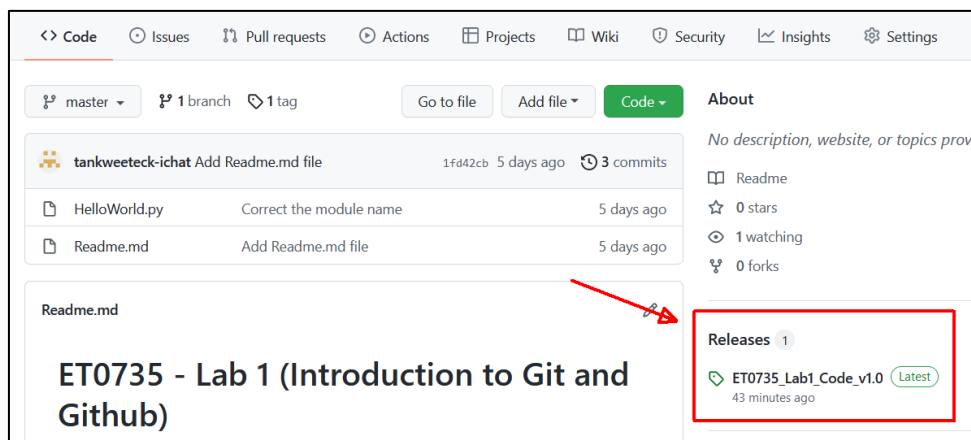 <> Code Issues Pull requests Actions Projects Wiki Security Insights Settings
master 1 branch 1 tag Go to file Add file Code
tankweeteck-ichat Add Readme.md file 1fd42cb 5 days ago 3 commits
HelloWorld.py Correct the module name 5 days ago
Readme.md Add Readme.md file 5 days ago
Readme.md
ET0735 - Lab 1 (Introduction to Git and
Github)
About
No description, website, or topics prov
Readme
0 stars
1 watching
0 forks
Releases 1
ET0735_Lab1_Code_v1.0 Latest
43 minutes ago